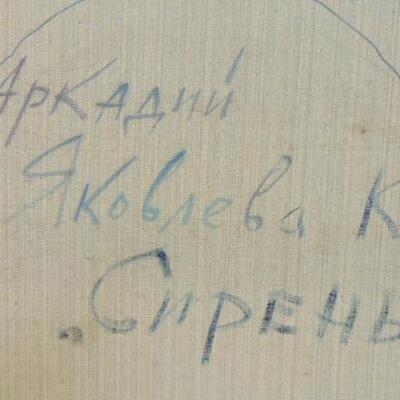 Аркадий
Яковлева К
„Сирень